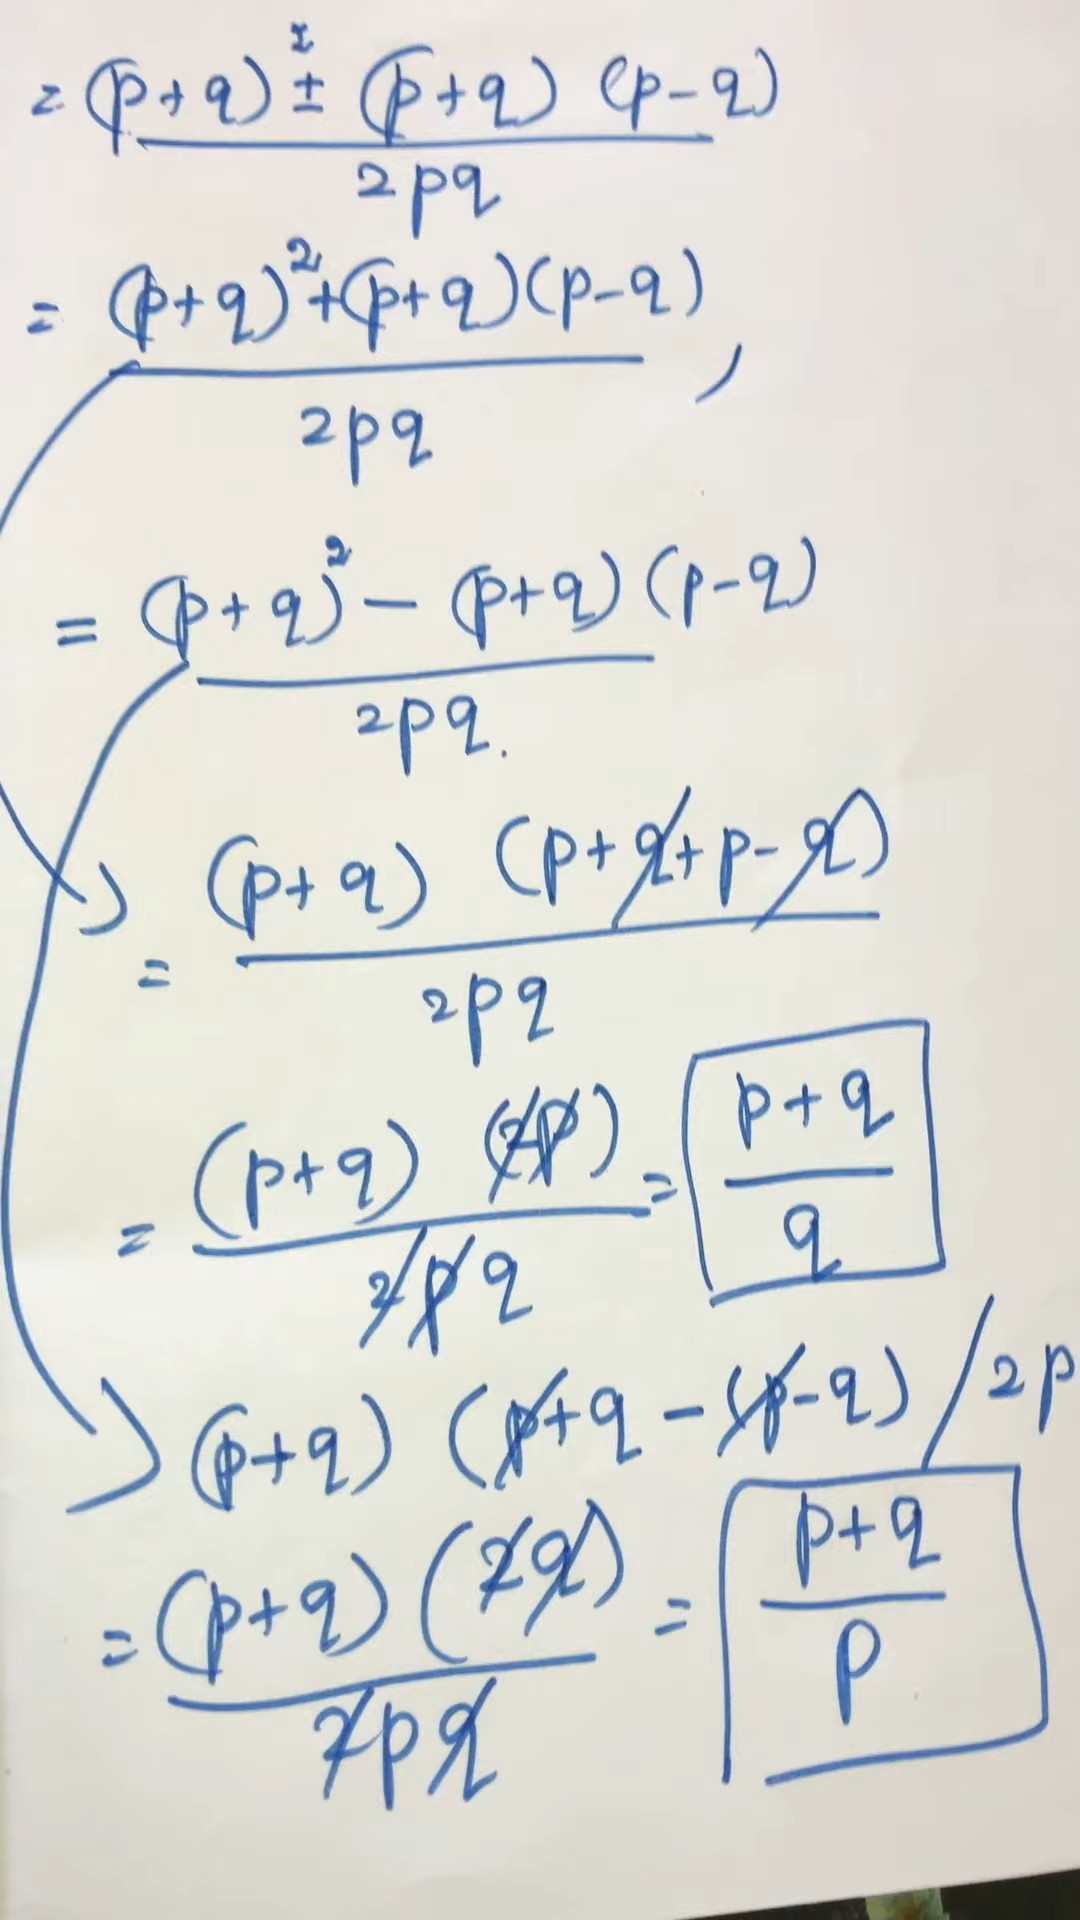 = (p+q)² ± (p+q) (p-q)
2pq
= (p+q)²+(p+q)(p-q) ,
2pq
= (p+q)² - (p+q) (p-q)
2pq.
(p+q) (p+q+p-q)
=
2pq
= (p+q) (2p) = p+q
2pq q
(p+q) (p+q-(p-q) / 2p
= (p+q) (2q) = p+q
2pq p